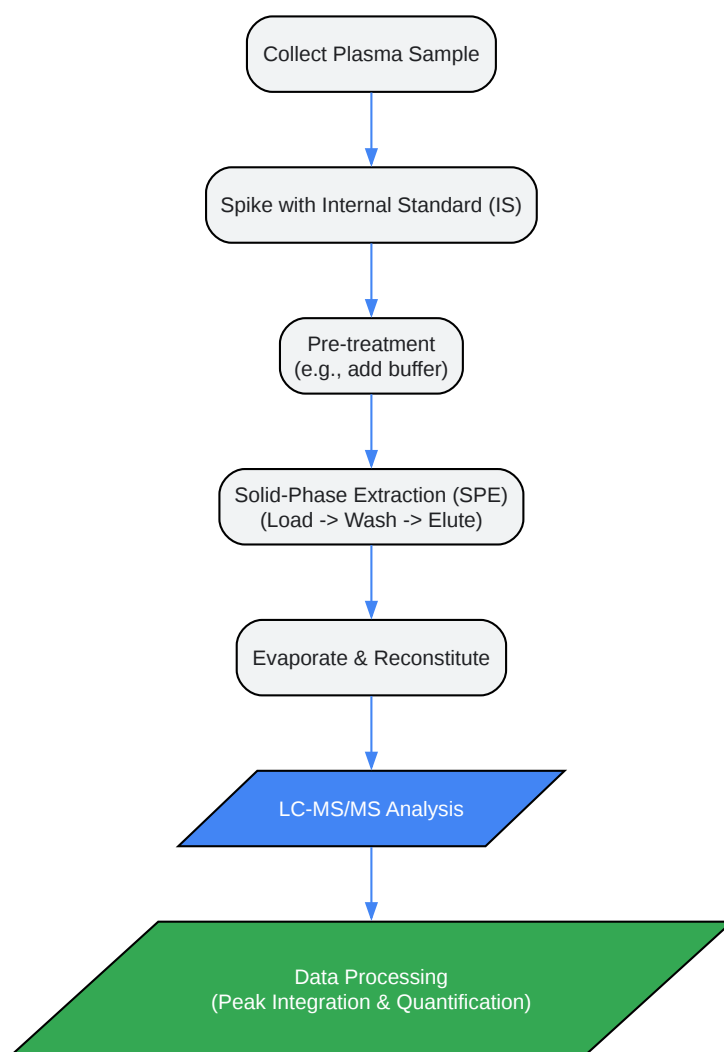 Collect Plasma Sample
Spike with Internal Standard (IS)
Pre-treatment
(e.g., add buffer)
Solid-Phase Extraction (SPE)
(Load -> Wash -> Elute)
Evaporate & Reconstitute
LC-MS/MS Analysis
Data Processing
(Peak Integration & Quantification)